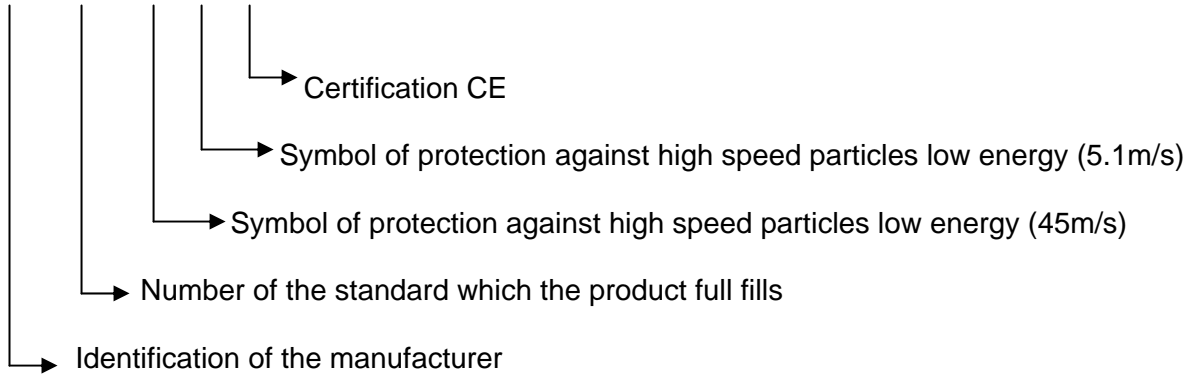 Certification CE
Symbol of protection against high speed particles low energy (5.1m/s)
Symbol of protection against high speed particles low energy (45m/s)
Number of the standard which the product full fills
Identification of the manufacturer